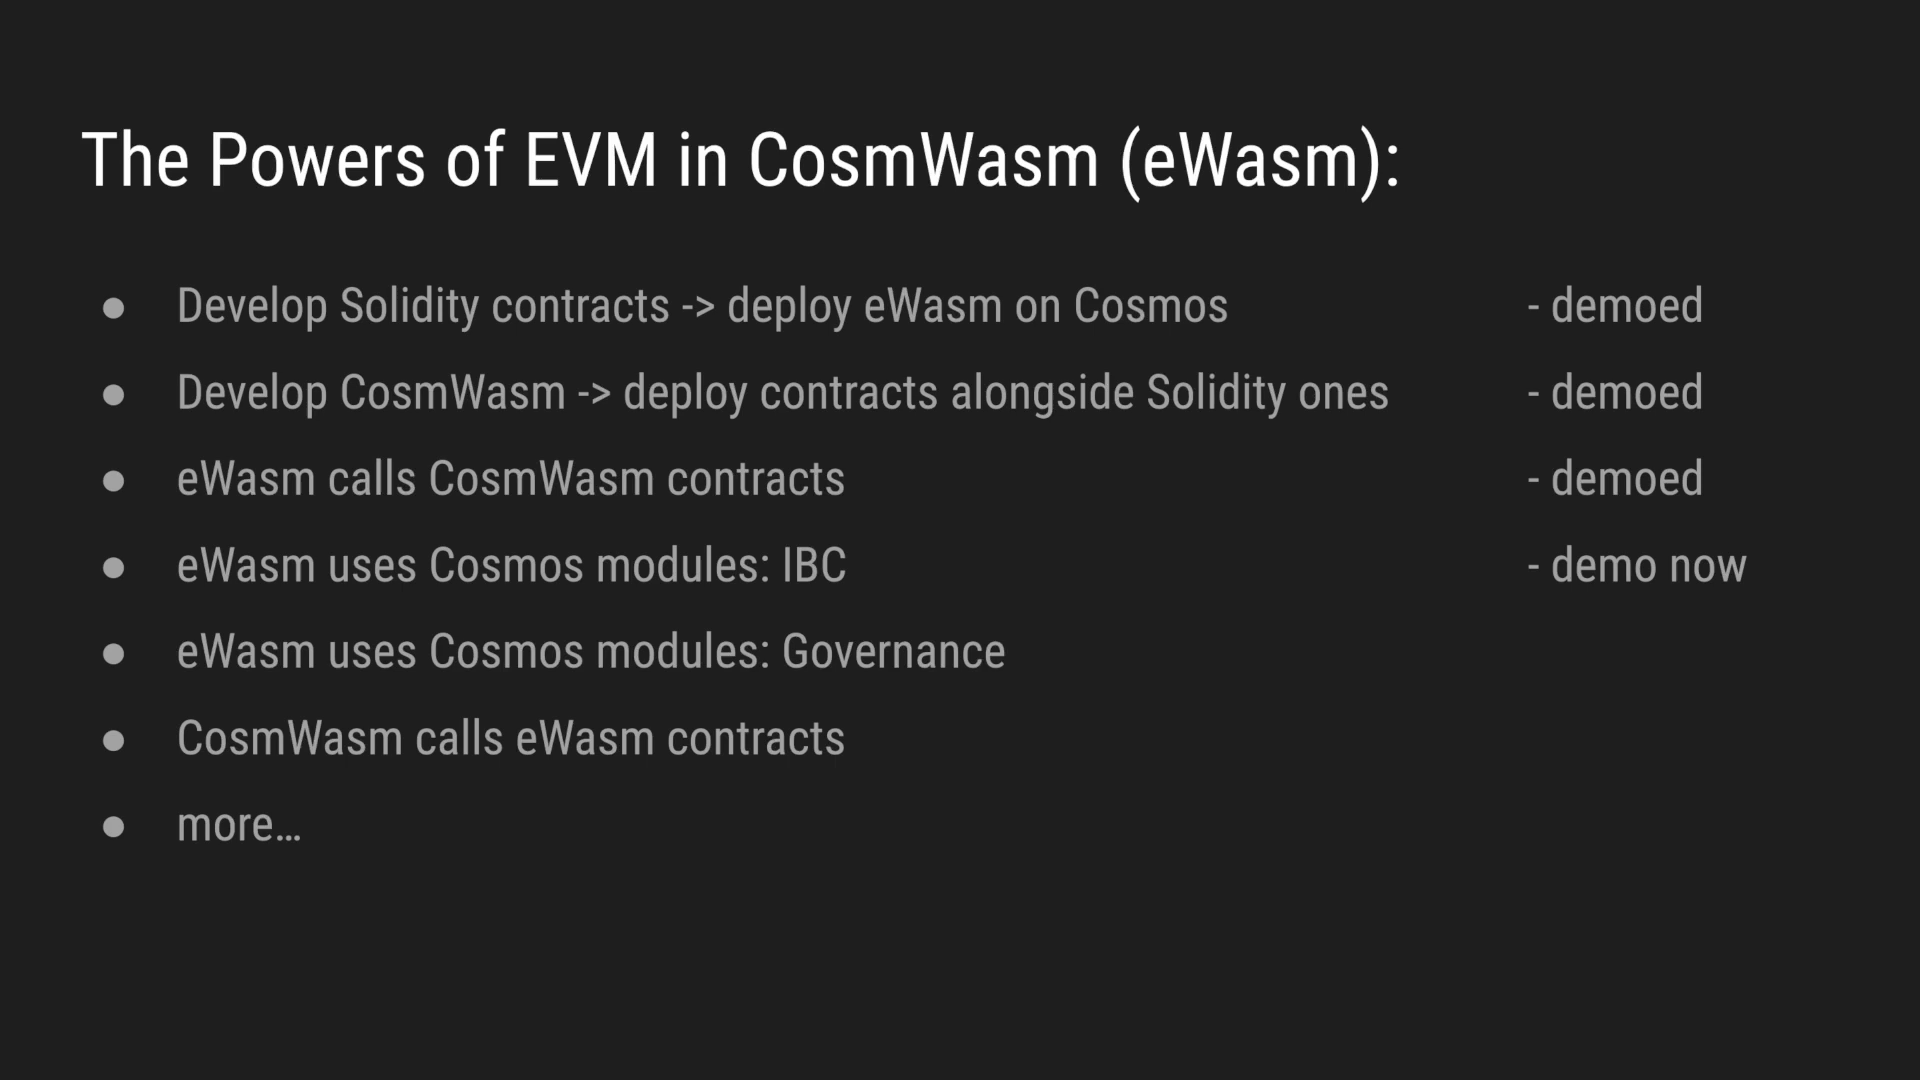 The Powers of EVM in CosmWasm (eWasm):
● Develop Solidity contracts -> deploy eWasm on Cosmos - demoed
● Develop CosmWasm -> deploy contracts alongside Solidity ones - demoed
● eWasm calls CosmWasm contracts - demoed
● eWasm uses Cosmos modules: IBC - demo now
● eWasm uses Cosmos modules: Governance
● CosmWasm calls eWasm contracts
● more…